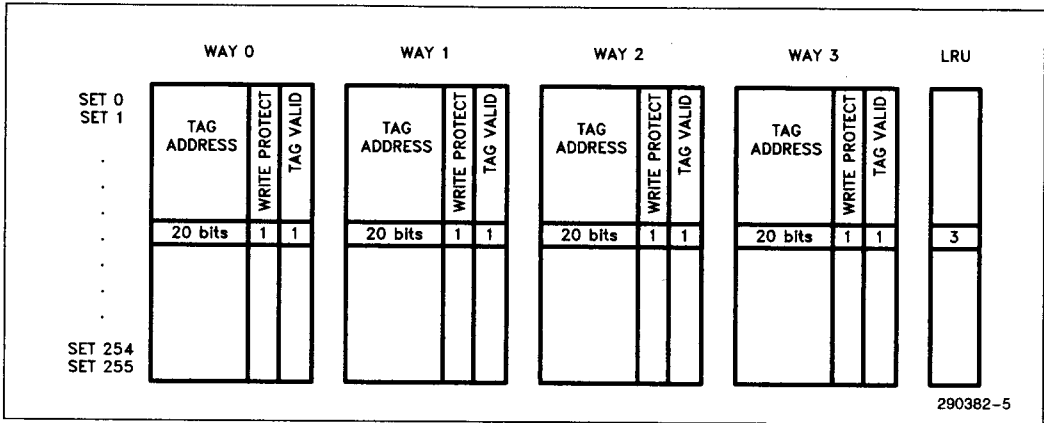 WAY 0 WAY 1 WAY 2 WAY 3 LRU
SET 0
SET 1
TAG ADDRESS WRITE PROTECT TAG VALID TAG ADDRESS WRITE PROTECT TAG VALID TAG ADDRESS WRITE PROTECT TAG VALID TAG ADDRESS WRITE PROTECT TAG VALID
20 bits 1 1 20 bits 1 1 20 bits 1 1 20 bits 1 1 3
SET 254
SET 255
290382-5